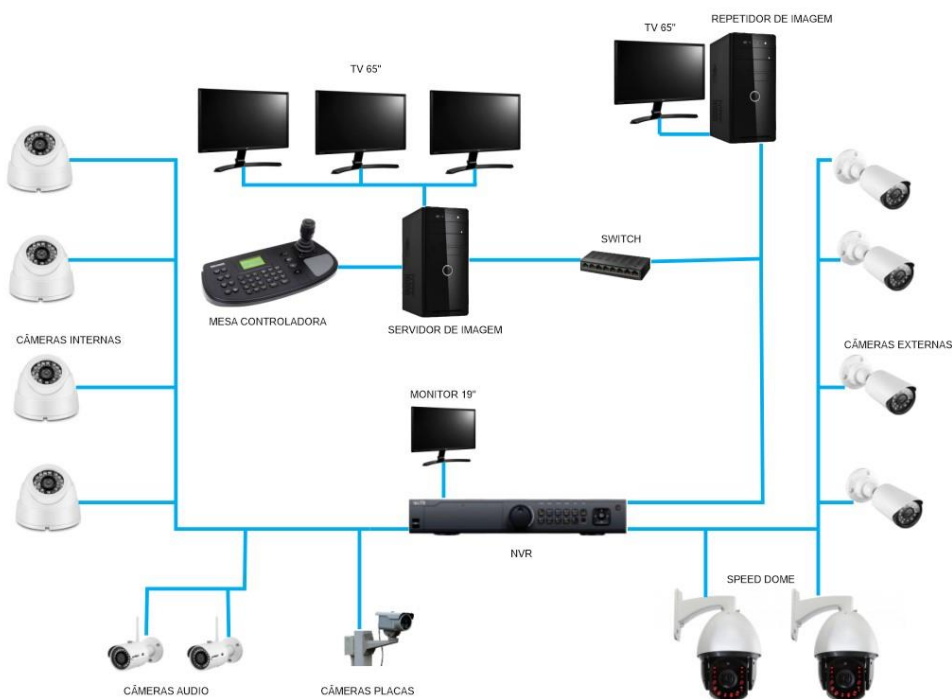 REPETIDOR DE IMAGEM
TV 65"
TV 65"
SWITCH
MESA CONTROLADORA
SERVIDOR DE IMAGEM
CÂMERAS INTERNAS
CÂMERAS EXTERNAS
MONITOR 19"
NVR
SPEED DOME
CÂMERAS AUDIO
CÂMERAS PLACAS